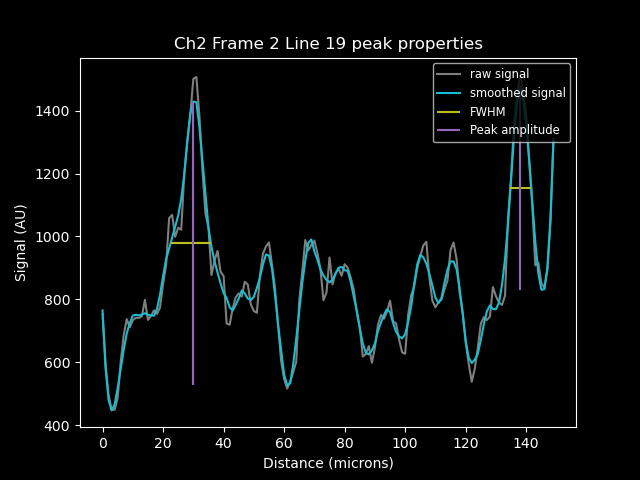 Ch2 Frame 2 Line 19 peak properties
raw signal
smoothed signal
FWHM
Peak amplitude
Signal (AU)
1400
1200
1000
800
600
400
0 20 40 60 80 100 120 140
Distance (microns)